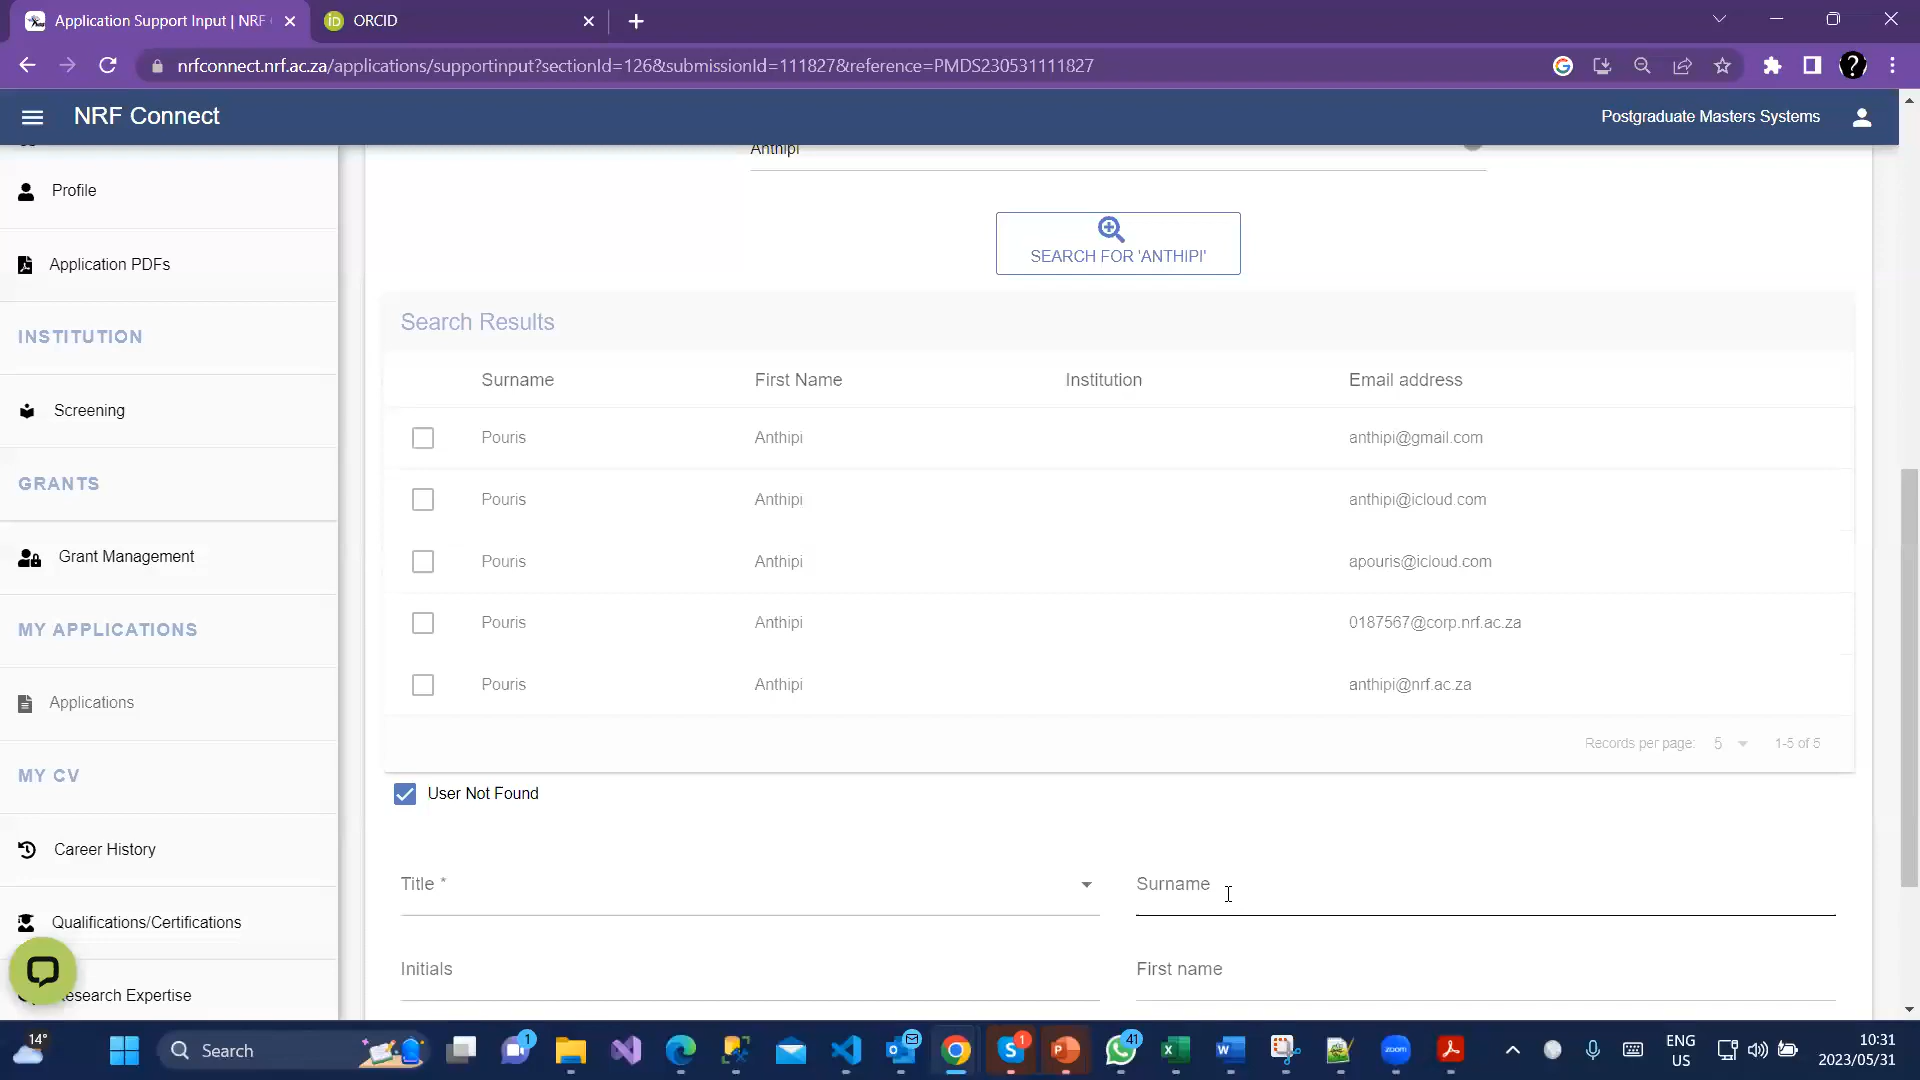 Application Support Input | NRF
ORCID
nrfconnect.nrf.ac.za/applications/supportinput?sectionId=126&submissionId=111827&reference=PMDS230531111827
NRF Connect
Postgraduate Masters Systems
Profile
Application PDFs
INSTITUTION
Screening
GRANTS
Grant Management
MY APPLICATIONS
Applications
MY CV
Career History
Qualifications/Certifications
Research Expertise
Anthipi
SEARCH FOR 'ANTHIPI'
Search Results
Surname First Name Institution Email address
Pouris Anthipi anthipi@gmail.com
Pouris Anthipi anthipi@icloud.com
Pouris Anthipi apouris@icloud.com
Pouris Anthipi 0187567@corp.nrf.ac.za
Pouris Anthipi anthipi@nrf.ac.za
Records per page: 5 1-5 of 5
User Not Found
Title * Surname
Initials First name
14°
Search
1
1
41
zoom
ENG
US
10:31
2023/05/31